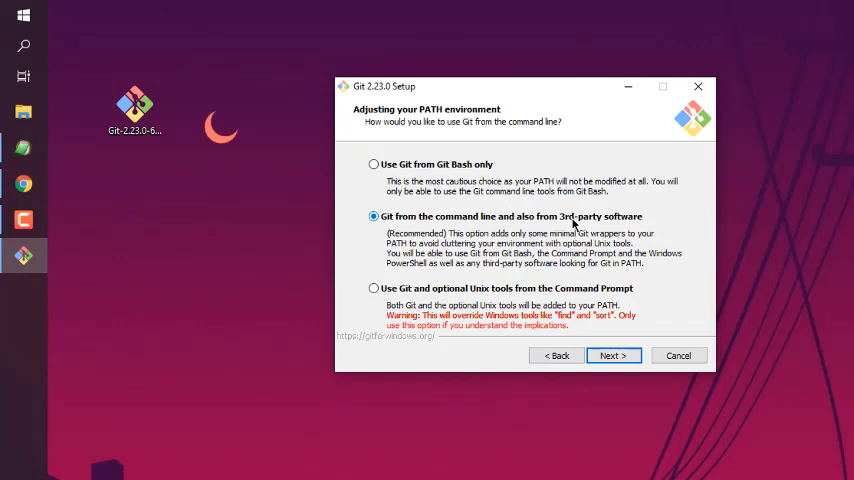 Git-2.23.0-6...
Git 2.23.0 Setup
Adjusting your PATH environment
How would you like to use Git from the command line?
Use Git from Git Bash only
This is the most cautious choice as your PATH will not be modified at all. You will
only be able to use the Git command line tools from Git Bash.
Git from the command line and also from 3rd-party software
(Recommended) This option adds only some minimal Git wrappers to your
PATH to avoid cluttering your environment with optional Unix tools.
You will be able to use Git from Git Bash, the Command Prompt and the Windows
PowerShell as well as any third-party software looking for Git in PATH.
Use Git and optional Unix tools from the Command Prompt
Both Git and the optional Unix tools will be added to your PATH.
Warning: This will override Windows tools like "find" and "sort". Only
use this option if you understand the implications.
https://gitforwindows.org/
< Back
Next >
Cancel